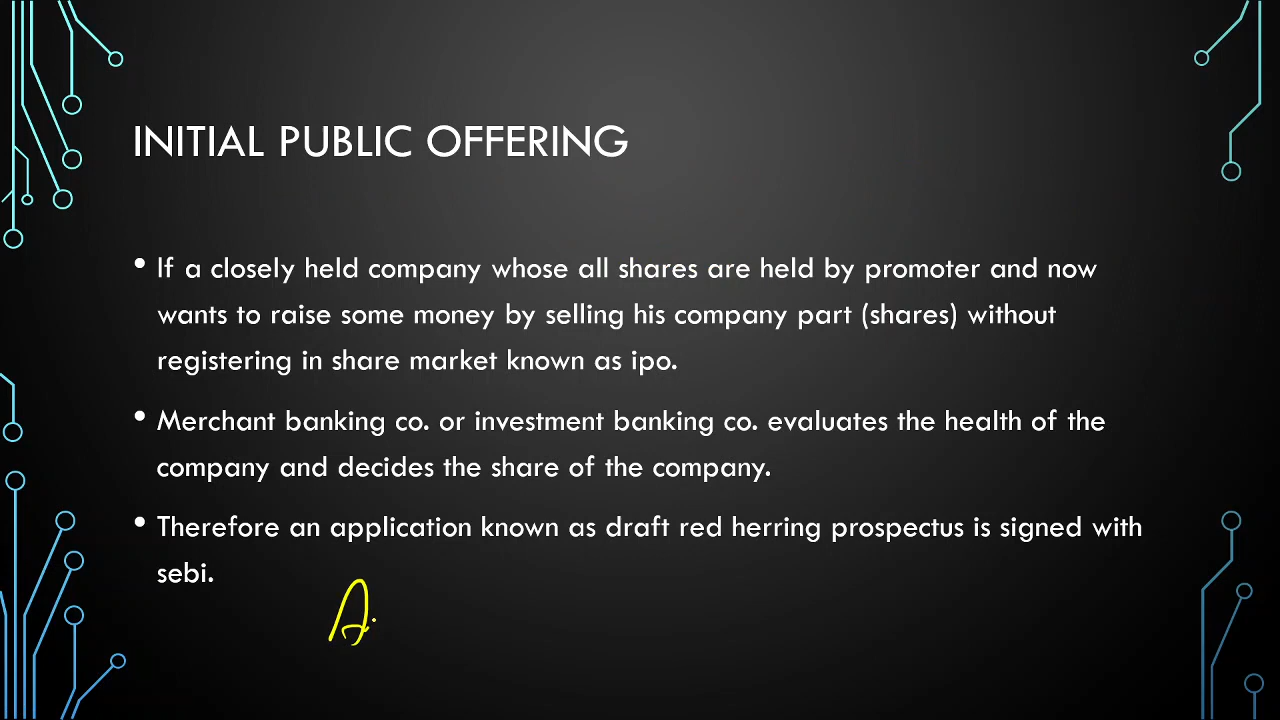 INITIAL PUBLIC OFFERING
• If a closely held company whose all shares are held by promoter and now
wants to raise some money by selling his company part (shares) without
registering in share market known as ipo.
• Merchant banking co. or investment banking co. evaluates the health of the
company and decides the share of the company.
• Therefore an application known as draft red herring prospectus is signed with
sebi.
A.